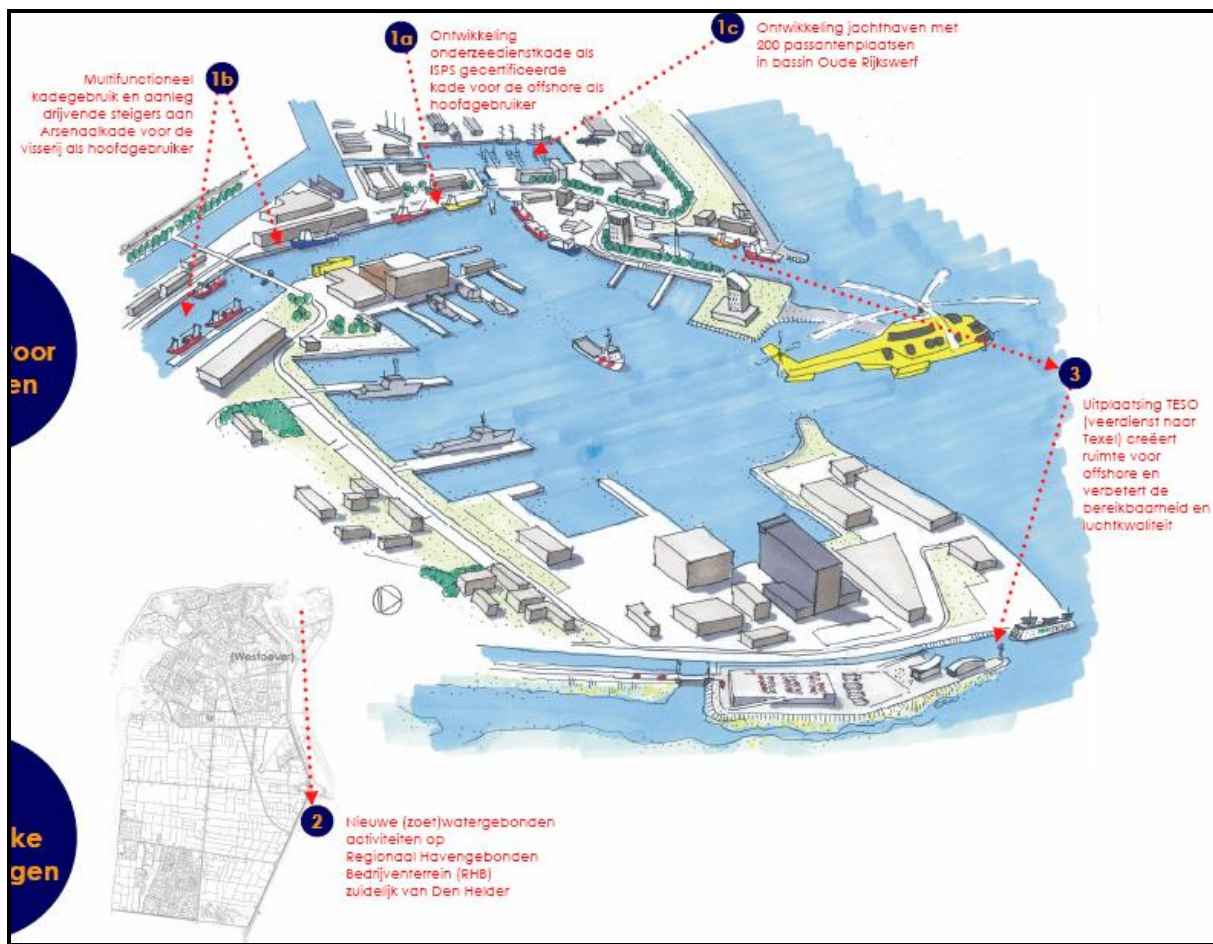 1a
Ontwikkeling
onderzeedienstkade als
ISPS gecertificeerde
kade voor de offshore als
hoofdgebruiker
1c
Ontwikkeling jachthaven met
200 passantenplaatsen
in bassin Oude Rijkswerf
1b
Multifunctioneel
kadegebruik en aanleg
drijvende steigers aan
Arsenaalkade voor de
visserij als hoofdgebruiker
voor
en
3
Uitplaatsing TESO
(veerdienst naar
Texel) creëert
ruimte voor
offshore en
verbetert de
bereikbaarheid en
luchtkwaliteit
(Westoever)
2
Nieuwe (zoet)watergebonden
activiteiten op
Regionaal Havengebonden
Bedrijventerrein (RHB)
zuidelijk van Den Helder
ke
gen